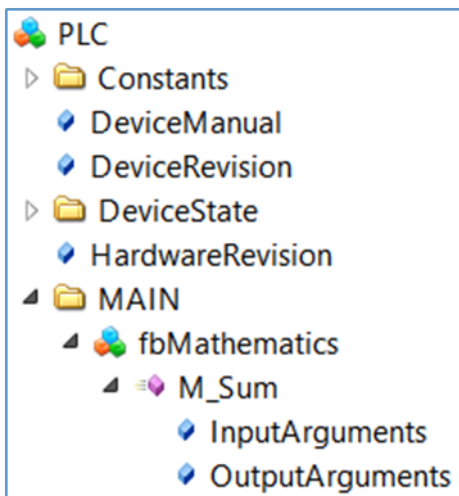 PLC
Constants
DeviceManual
DeviceRevision
DeviceState
HardwareRevision
MAIN
fbMathematics
M_Sum
InputArguments
OutputArguments